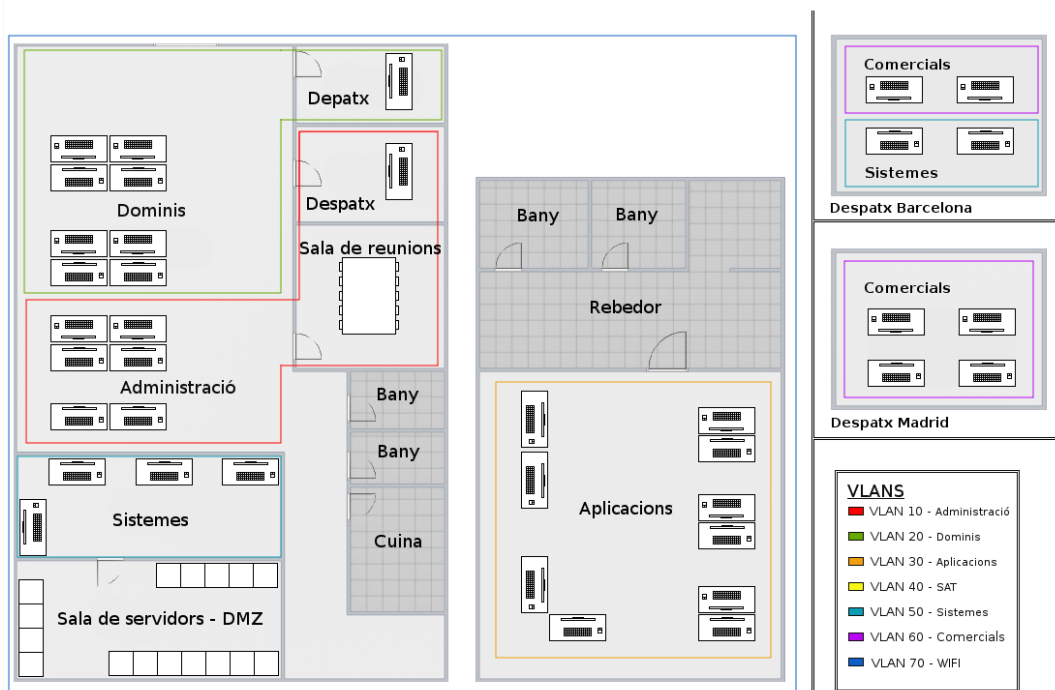 Depatx
Dominis
Despatx
Sala de reunions
Administració
Bany
Bany
Sistemes
Cuina
Sala de servidors - DMZ
Bany
Bany
Rebedor
Aplicacions
Comercials
Sistemes
Despatx Barcelona
Comercials
Despatx Madrid
VLANS
VLAN 10 - Administració
VLAN 20 - Dominis
VLAN 30 - Aplicacions
VLAN 40 - SAT
VLAN 50 - Sistemes
VLAN 60 - Comercials
VLAN 70 - WIFI